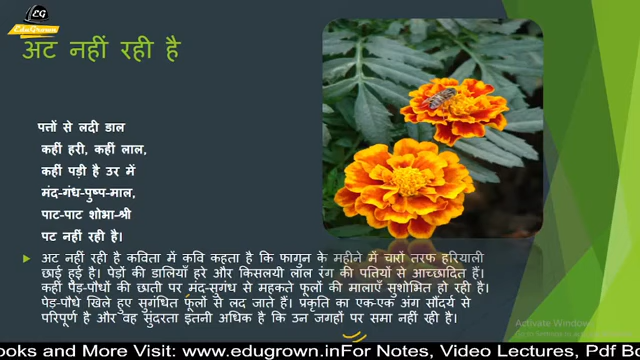 EG
EduGrown
अट नहीं रही है
पत्तों से लदी डाल
कहीं हरी, कहीं लाल,
कहीं पड़ी है उर में
मंद-गंध-पुष्प-माल,
पाट-पाट शोभा-श्री
पट नहीं रही है।
अट नहीं रही है कविता में कवि कहता है कि फागुन के महीने में चारों तरफ हरियाली
छाई हुई है। पेड़ों की डालियाँ हरे और किसलयी लाल रंग की पत्तियों से आच्छादित हैं।
कहीं पेड़-पौधों की छाती पर मंद-सुगंध से महकते फूलों की मालाएँ सुशोभित हो रही है।
पेड़-पौधे खिले हुए सुगंधित फूलों से लद जाते हैं। प्रकृति का एक-एक अंग सौंदर्य से
परिपूर्ण है और वह सुंदरता इतनी अधिक है कि उन जगहों पर समा नहीं रही है।
Activate Windows
ooks and More Visit: www.edugrown.inFor Notes, Video Lectures, Pdf B